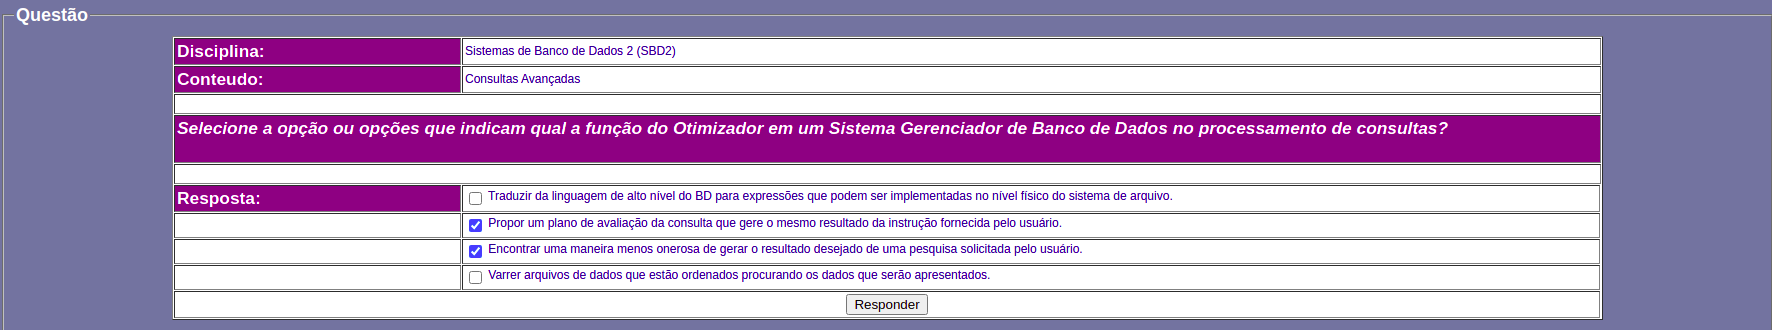 Questão
Disciplina: Sistemas de Banco de Dados 2 (SBD2)
Conteudo: Consultas Avançadas
Selecione a opção ou opções que indicam qual a função do Otimizador em um Sistema Gerenciador de Banco de Dados no processamento de consultas?
Resposta: Traduzir da linguagem de alto nível do BD para expressões que podem ser implementadas no nível físico do sistema de arquivo.
Propor um plano de avaliação da consulta que gere o mesmo resultado da instrução fornecida pelo usuário.
Encontrar uma maneira menos onerosa de gerar o resultado desejado de uma pesquisa solicitada pelo usuário.
Varrer arquivos de dados que estão ordenados procurando os dados que serão apresentados.
Responder